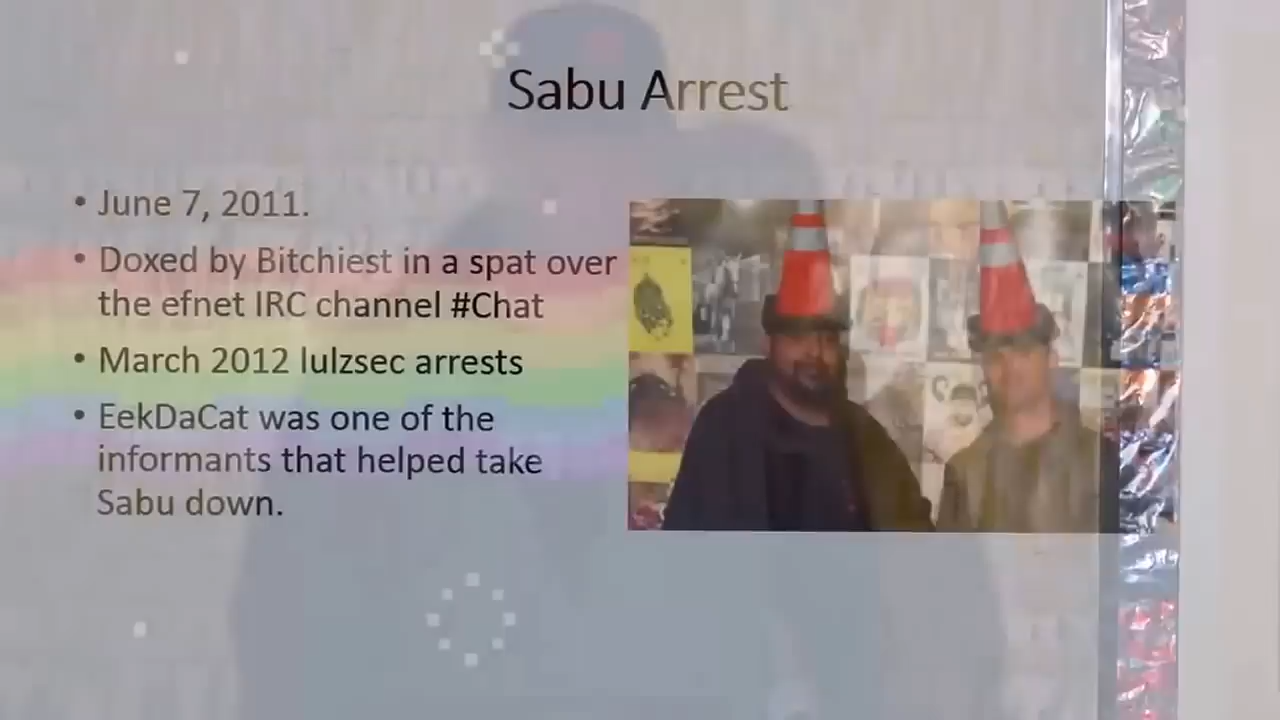 Sabu Arrest
• June 7, 2011.
• Doxed by Bitchiest in a spat over
the efnet IRC channel #Chat
• March 2012 lulzsec arrests
• EekDaCat was one of the
informants that helped take
Sabu down.